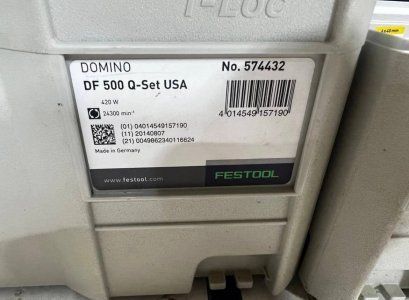 T-LOC
DOMINO
No. 574432
DF 500 Q-Set USA
420 W
24300 min⁻¹
4 014549 157190
(01) 04014549157190
(11) 20140807
(21) 0049862340116624
Made in Germany
www.festool.com
FESTOOL